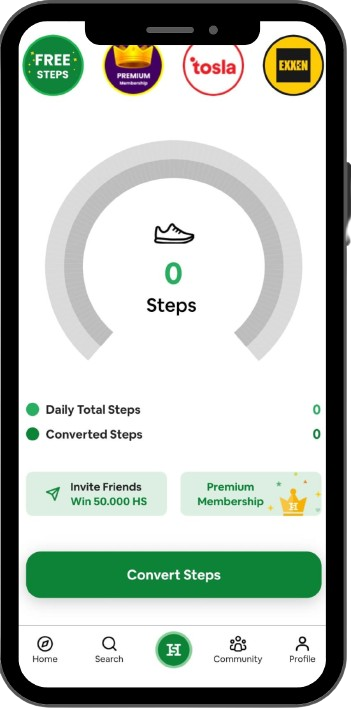 FREE
STEPS
PREMIUM
Membership
tosla
EXXEN
0
Steps
Daily Total Steps 0
Converted Steps 0
Invite Friends
Win 50.000 HS
Premium
Membership
H
Convert Steps
Home
Search
H
Community
Profile